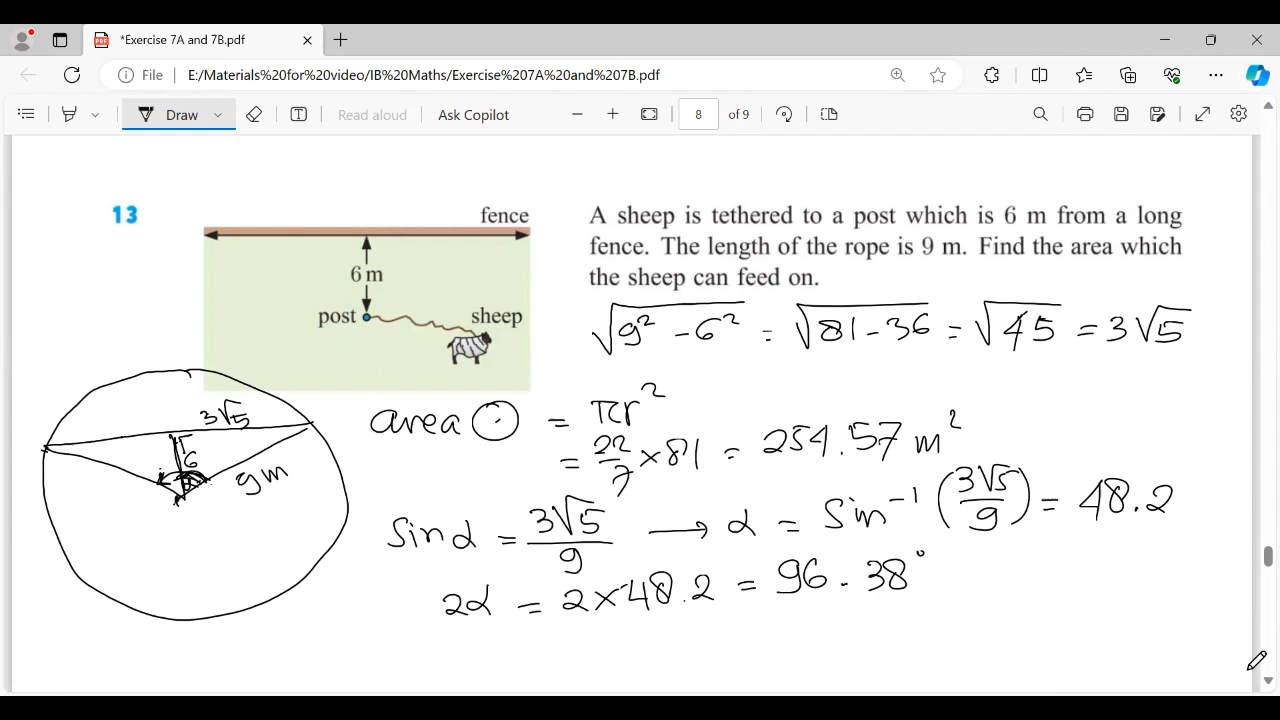 *Exercise 7A and 7B.pdf
File E:/Materials%20for%20video/IB%20Maths/Exercise%207A%20and%207B.pdf
Draw Read aloud Ask Copilot 8 of 9
13
fence
6 m
post
sheep
A sheep is tethered to a post which is 6 m from a long
fence. The length of the rope is 9 m. Find the area which
the sheep can feed on.
√(9² - 6²) = √(81 - 36) = √45 = 3√5
area ⊙ = πr²
= 22/7 × 81 = 254.57 m²
sin α = 3√5/9 → α = sin⁻¹ (3√5/9) = 48.2
2α = 2×48.2 = 96.38°
3√5
6
9m